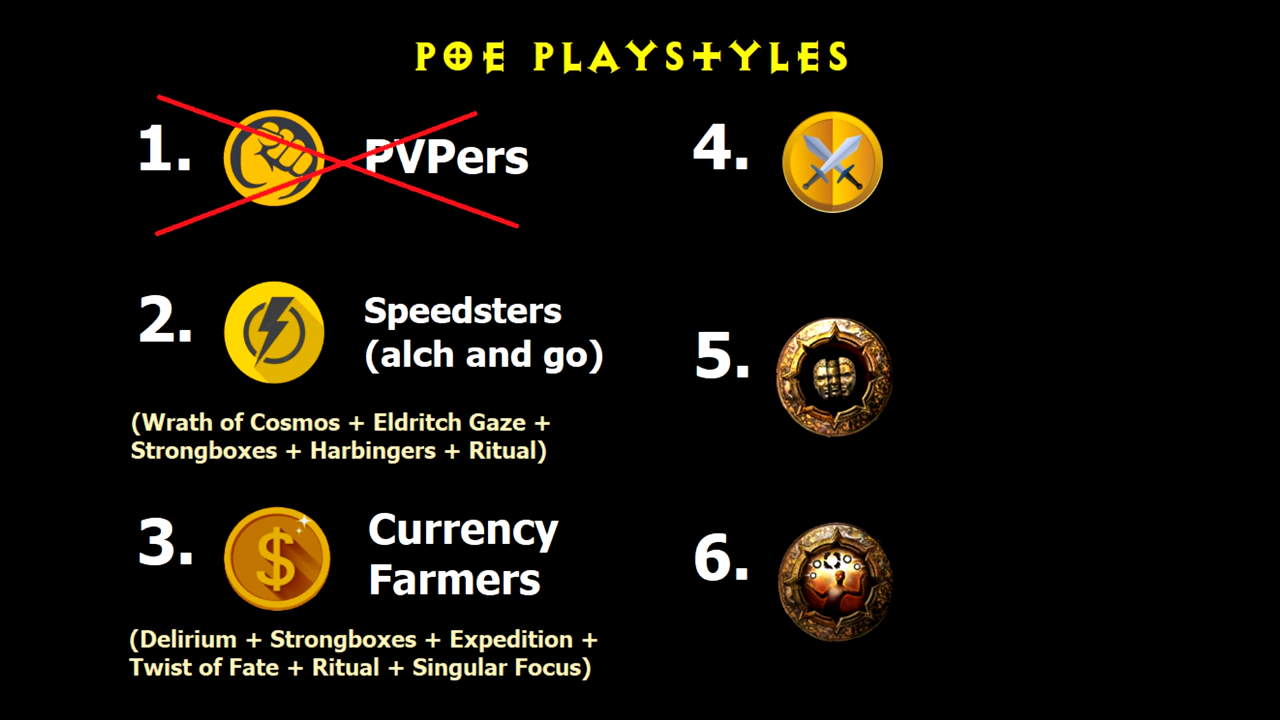 POE PLAYSTYLES
1. PVPers
2. Speedsters
(alch and go)
(Wrath of Cosmos + Eldritch Gaze +
Strongboxes + Harbingers + Ritual)
3. $ Currency
Farmers
(Delirium + Strongboxes + Expedition +
Twist of Fate + Ritual + Singular Focus)
4.
5.
6.